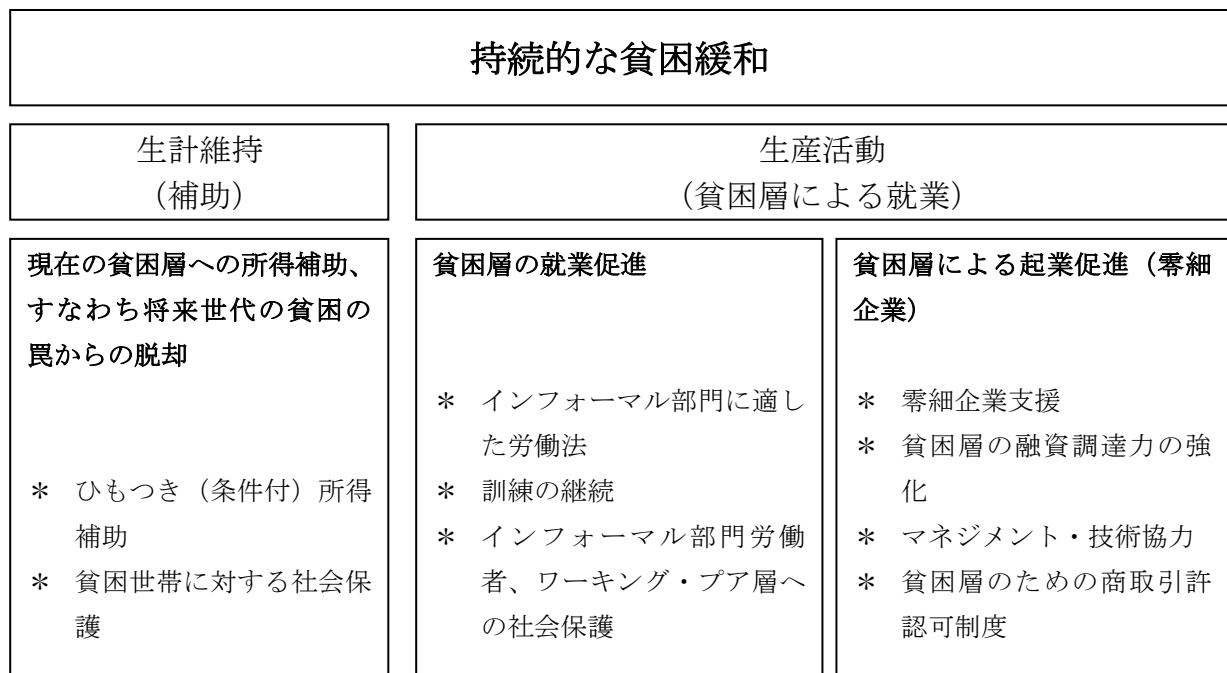 持続的な貧困緩和
生計維持
（補助）
生産活動
（貧困層による就業）
現在の貧困層への所得補助、
すなわち将来世代の貧困の
罠からの脱却
＊ ひもつき（条件付）所得
補助
＊ 貧困世帯に対する社会保
護
貧困層の就業促進
＊ インフォーマル部門に適し
た労働法
＊ 訓練の継続
＊ インフォーマル部門労働
者、ワーキング・プア層へ
の社会保護
貧困層による起業促進（零細
企業）
＊ 零細企業支援
＊ 貧困層の融資調達力の強
化
＊ マネジメント・技術協力
＊ 貧困層のための商取引許
認可制度